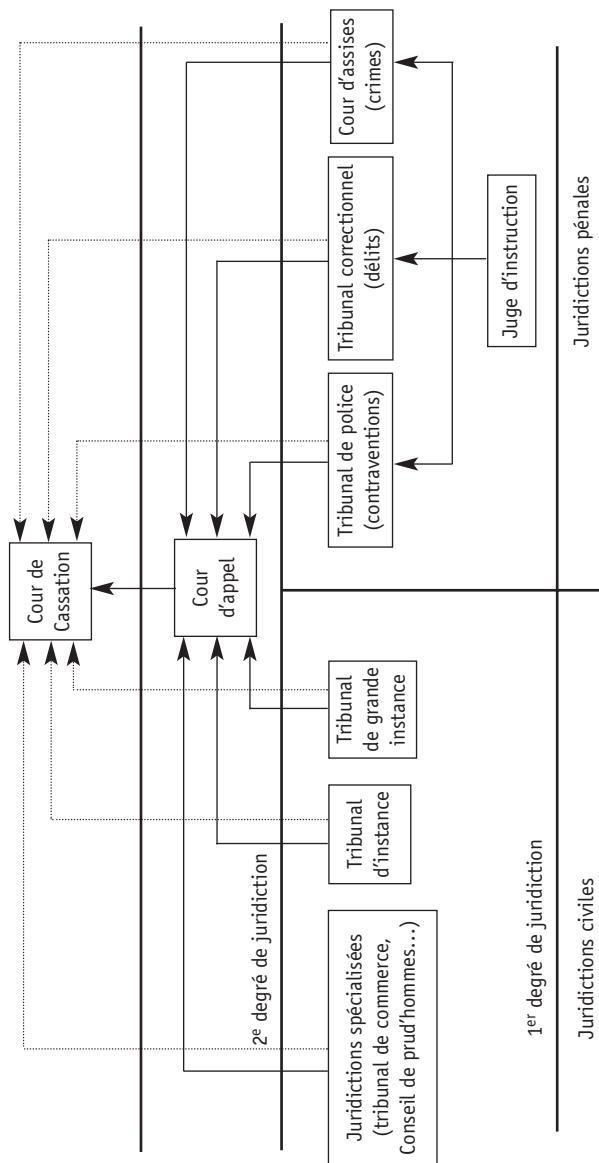 Cour de
Cassation
Cour
d'appel
2e degré de juridiction
Juridictions spécialisées
(tribunal de commerce,
Conseil de prud'hommes…)
Tribunal
d'instance
Tribunal
de grande
instance
Tribunal de police
(contraventions)
Tribunal correctionnel
(délits)
Cour d'assises
(crimes)
Juge d'instruction
1er degré de juridiction
Juridictions civiles
Juridictions pénales